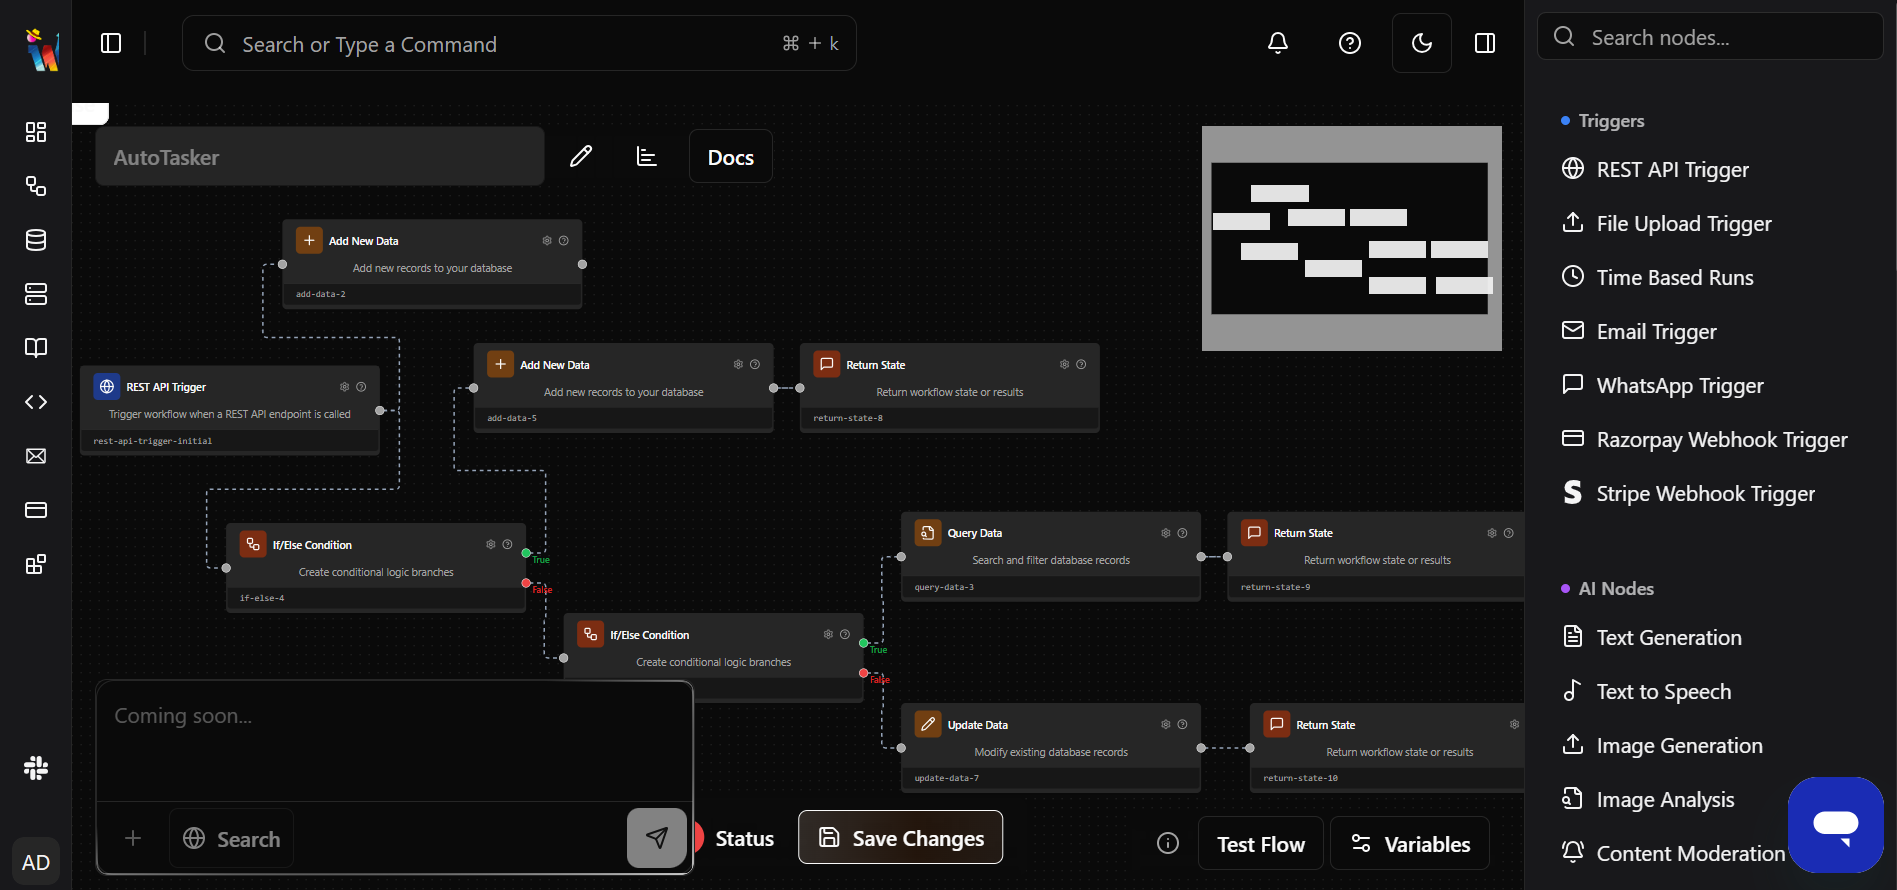 Search or Type a Command
⌘ + k
Search nodes...
AutoTasker
Docs
Add New Data
Add new records to your database
add-data-2
REST API Trigger
Trigger workflow when a REST API endpoint is called
rest-api-trigger-initial
Add New Data
Add new records to your database
add-data-5
Return State
Return workflow state or results
return-state-8
If/Else Condition
Create conditional logic branches
if-else-4
True
False
If/Else Condition
Create conditional logic branches
True
False
Query Data
Search and filter database records
query-data-3
Return State
Return workflow state or results
return-state-9
Update Data
Modify existing database records
update-data-7
Return State
Return workflow state or results
return-state-10
Coming soon...
Search
Status
Save Changes
Test Flow
Variables
AD
Triggers
REST API Trigger
File Upload Trigger
Time Based Runs
Email Trigger
WhatsApp Trigger
Razorpay Webhook Trigger
Stripe Webhook Trigger
AI Nodes
Text Generation
Text to Speech
Image Generation
Image Analysis
Content Moderation